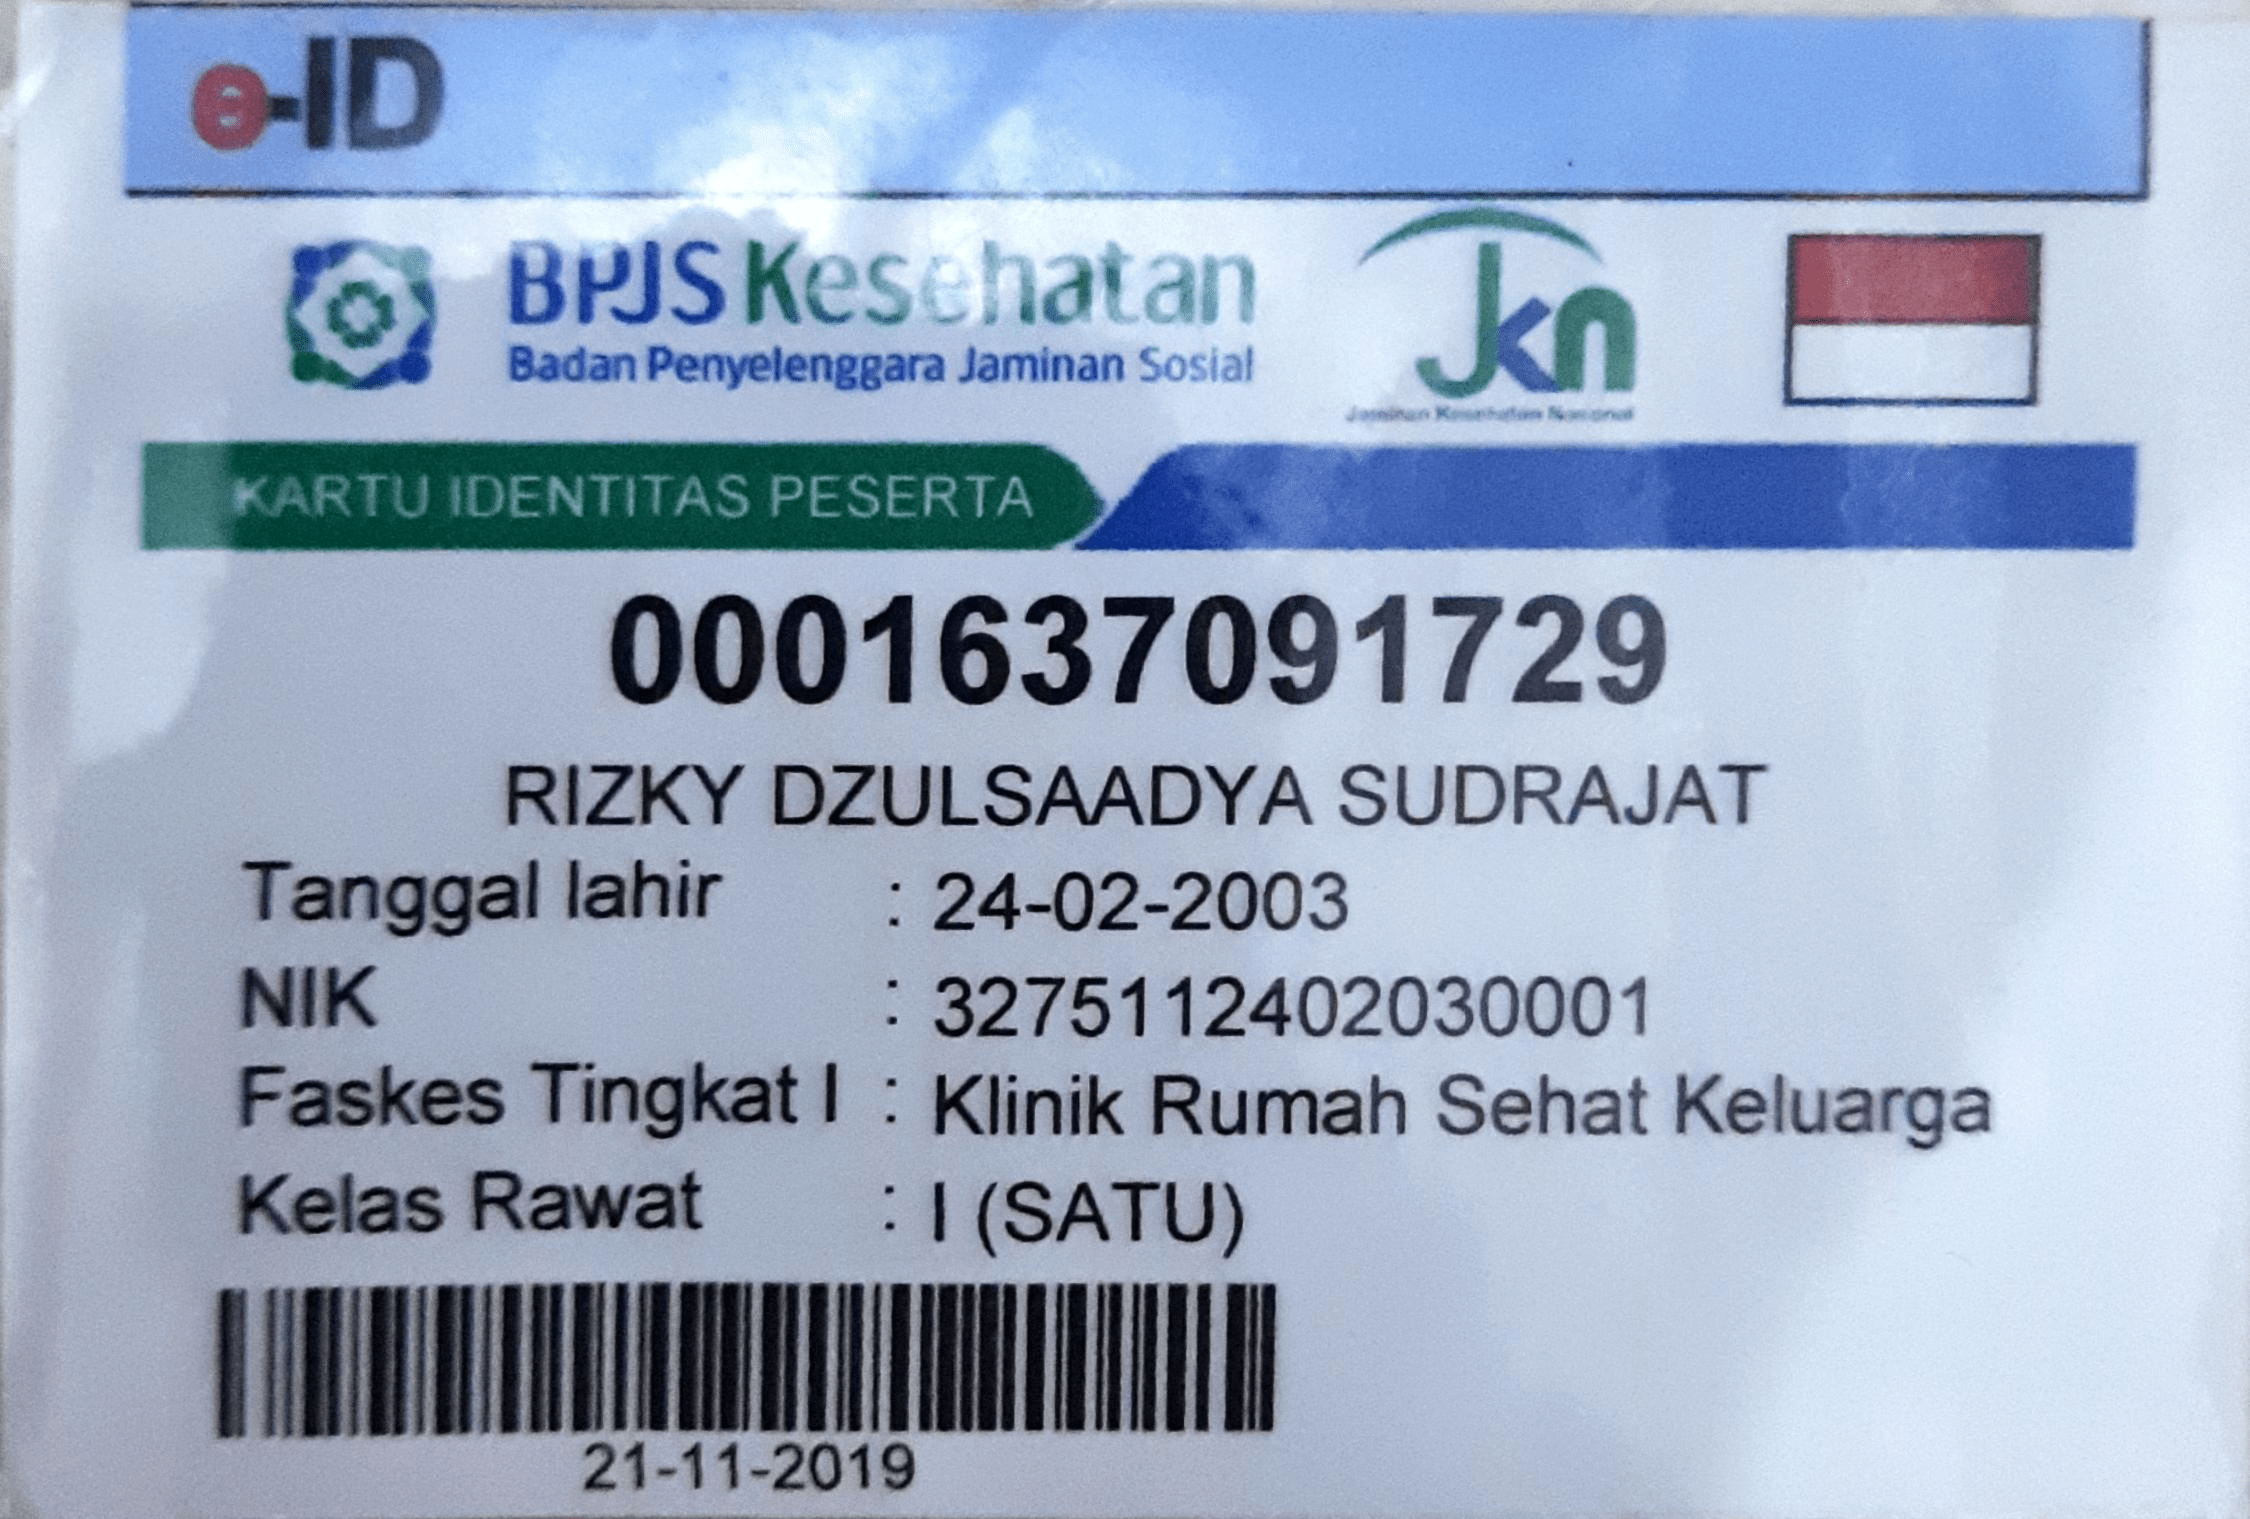 e-ID
BPJS Kesehatan
Badan Penyelenggara Jaminan Sosial
Jkn
Jaminan Kesehatan Nasional
KARTU IDENTITAS PESERTA
0001637091729
RIZKY DZULSAADYA SUDRAJAT
Tanggal lahir : 24-02-2003
NIK : 3275112402030001
Faskes Tingkat I : Klinik Rumah Sehat Keluarga
Kelas Rawat : I (SATU)
21-11-2019